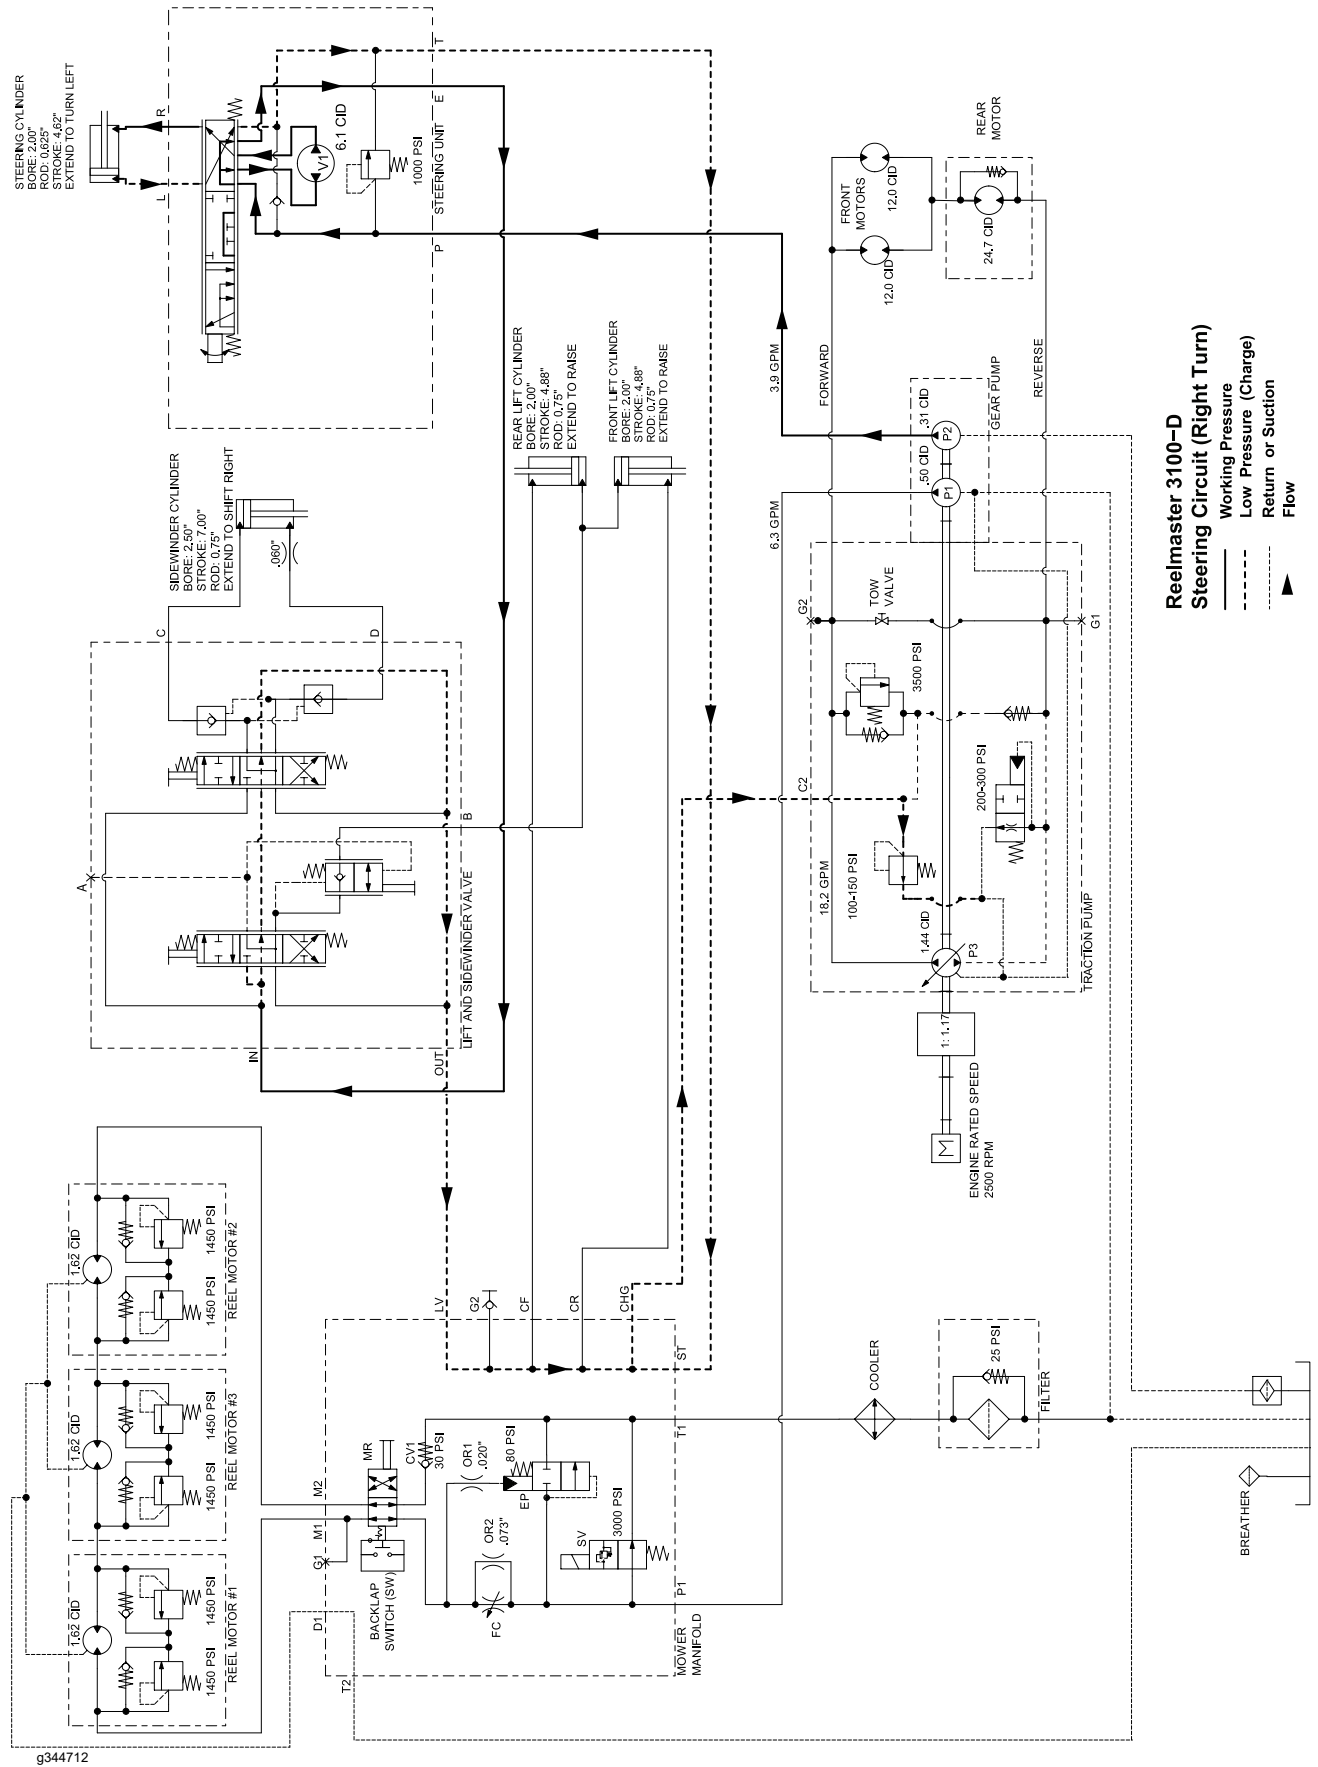 STEERING CYLINDER
BORE: 2.00"
ROD: 0.625"
STROKE: 4.62"
EXTEND TO TURN LEFT
R
L
V1
6.1 CID
1000 PSI
STEERING UNIT
T
E
P
SIDEWINDER CYLINDER
BORE: 2.50"
STROKE: 7.00"
ROD: 0.75"
EXTEND TO SHIFT RIGHT
.060"
C
D
A
B
IN
OUT
LIFT AND SIDEWINDER VALVE
REAR LIFT CYLINDER
BORE: 2.00"
STROKE: 4.88"
ROD: 0.75"
EXTEND TO RAISE
FRONT LIFT CYLINDER
BORE: 2.00"
STROKE: 4.88"
ROD: 0.75"
EXTEND TO RAISE
FRONT
MOTORS
12.0 CID
12.0 CID
REAR
MOTOR
24.7 CID
3.9 GPM
6.3 GPM
FORWARD
REVERSE
GEAR PUMP
.31 CID
.50 CID
P2
P1
G2
G1
TOW
VALVE
3500 PSI
C2
200-300 PSI
100-150 PSI
18.2 GPM
1.44 CID
P3
TRACTION PUMP
1: 1.17
M
ENGINE RATED SPEED
2500 RPM
1.62 CID
1450 PSI
1450 PSI
REEL MOTOR #2
1.62 CID
1450 PSI
1450 PSI
REEL MOTOR #3
1.62 CID
1450 PSI
1450 PSI
REEL MOTOR #1
LV
G2
CF
CR
CHG
ST
T1
P1
M2
M1
G1
D1
T2
MR
CV1
30 PSI
OR1
.020"
80 PSI
EP
OR2
.073"
FC
SV
3000 PSI
BACKLAP
SWITCH (SW)
MOWER
MANIFOLD
COOLER
25 PSI
FILTER
BREATHER
Reelmaster 3100−D
Steering Circuit (Right Turn)
Working Pressure
Low Pressure (Charge)
Return or Suction
Flow
g344712